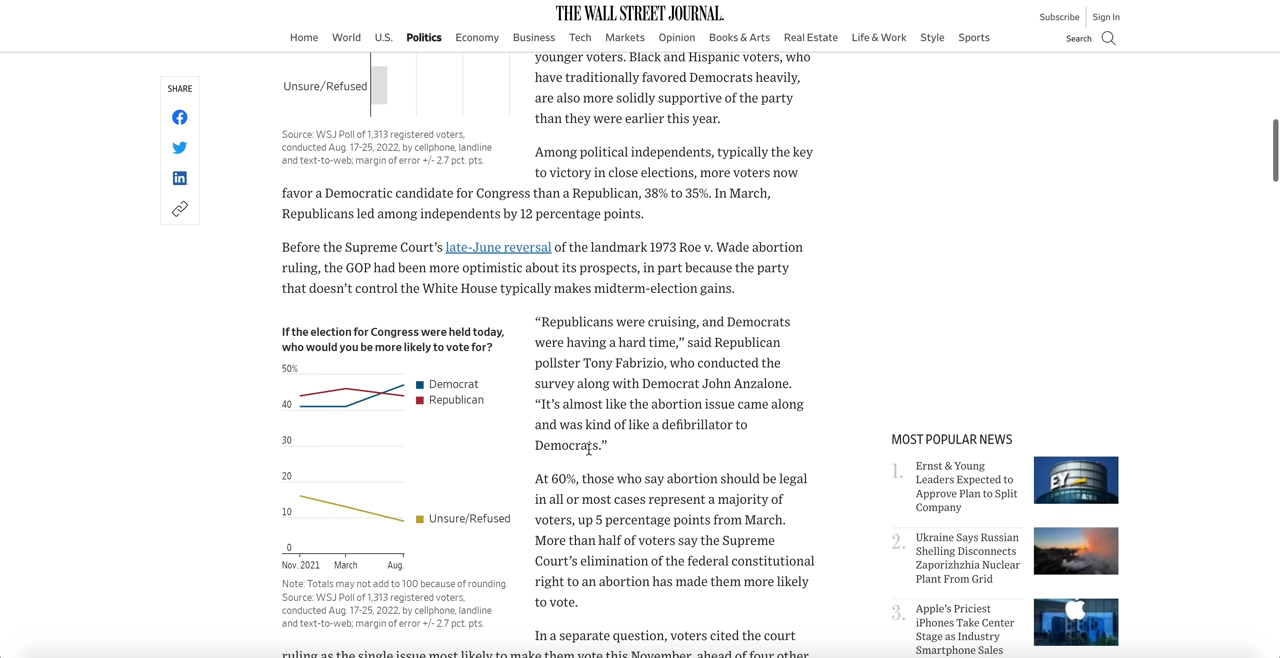 THE WALL STREET JOURNAL.
Subscribe
Sign In
Home World U.S. Politics Economy Business Tech Markets Opinion Books & Arts Real Estate Life & Work Style Sports
Search
SHARE
Unsure/Refused
Source: WSJ Poll of 1,313 registered voters,
conducted Aug. 17-25, 2022, by cellphone, landline
and text-to-web; margin of error +/- 2.7 pct. pts.
younger voters. Black and Hispanic voters, who
have traditionally favored Democrats heavily,
are also more solidly supportive of the party
than they were earlier this year.
Among political independents, typically the key
to victory in close elections, more voters now
favor a Democratic candidate for Congress than a Republican, 38% to 35%. In March,
Republicans led among independents by 12 percentage points.
Before the Supreme Court’s late-June reversal of the landmark 1973 Roe v. Wade abortion
ruling, the GOP had been more optimistic about its prospects, in part because the party
that doesn’t control the White House typically makes midterm-election gains.
If the election for Congress were held today,
who would you be more likely to vote for?
50%
40
30
20
10
0
Democrat
Republican
Unsure/Refused
Nov. 2021 March Aug.
Note: Totals may not add to 100 because of rounding.
Source: WSJ Poll of 1,313 registered voters,
conducted Aug. 17-25, 2022, by cellphone, landline
and text-to-web; margin of error +/- 2.7 pct. pts.
“Republicans were cruising, and Democrats
were having a hard time,” said Republican
pollster Tony Fabrizio, who conducted the
survey along with Democrat John Anzalone.
“It’s almost like the abortion issue came along
and was kind of like a defibrillator to
Democrats.”
At 60%, those who say abortion should be legal
in all or most cases represent a majority of
voters, up 5 percentage points from March.
More than half of voters say the Supreme
Court’s elimination of the federal constitutional
right to an abortion has made them more likely
to vote.
In a separate question, voters cited the court
ruling as the single issue most likely to make them vote this November, ahead of four other
MOST POPULAR NEWS
1.
Ernst & Young
Leaders Expected to
Approve Plan to Split
Company
EY
2.
Ukraine Says Russian
Shelling Disconnects
Zaporizhzhia Nuclear
Plant From Grid
3.
Apple’s Priciest
iPhones Take Center
Stage as Industry
Smartphone Sales